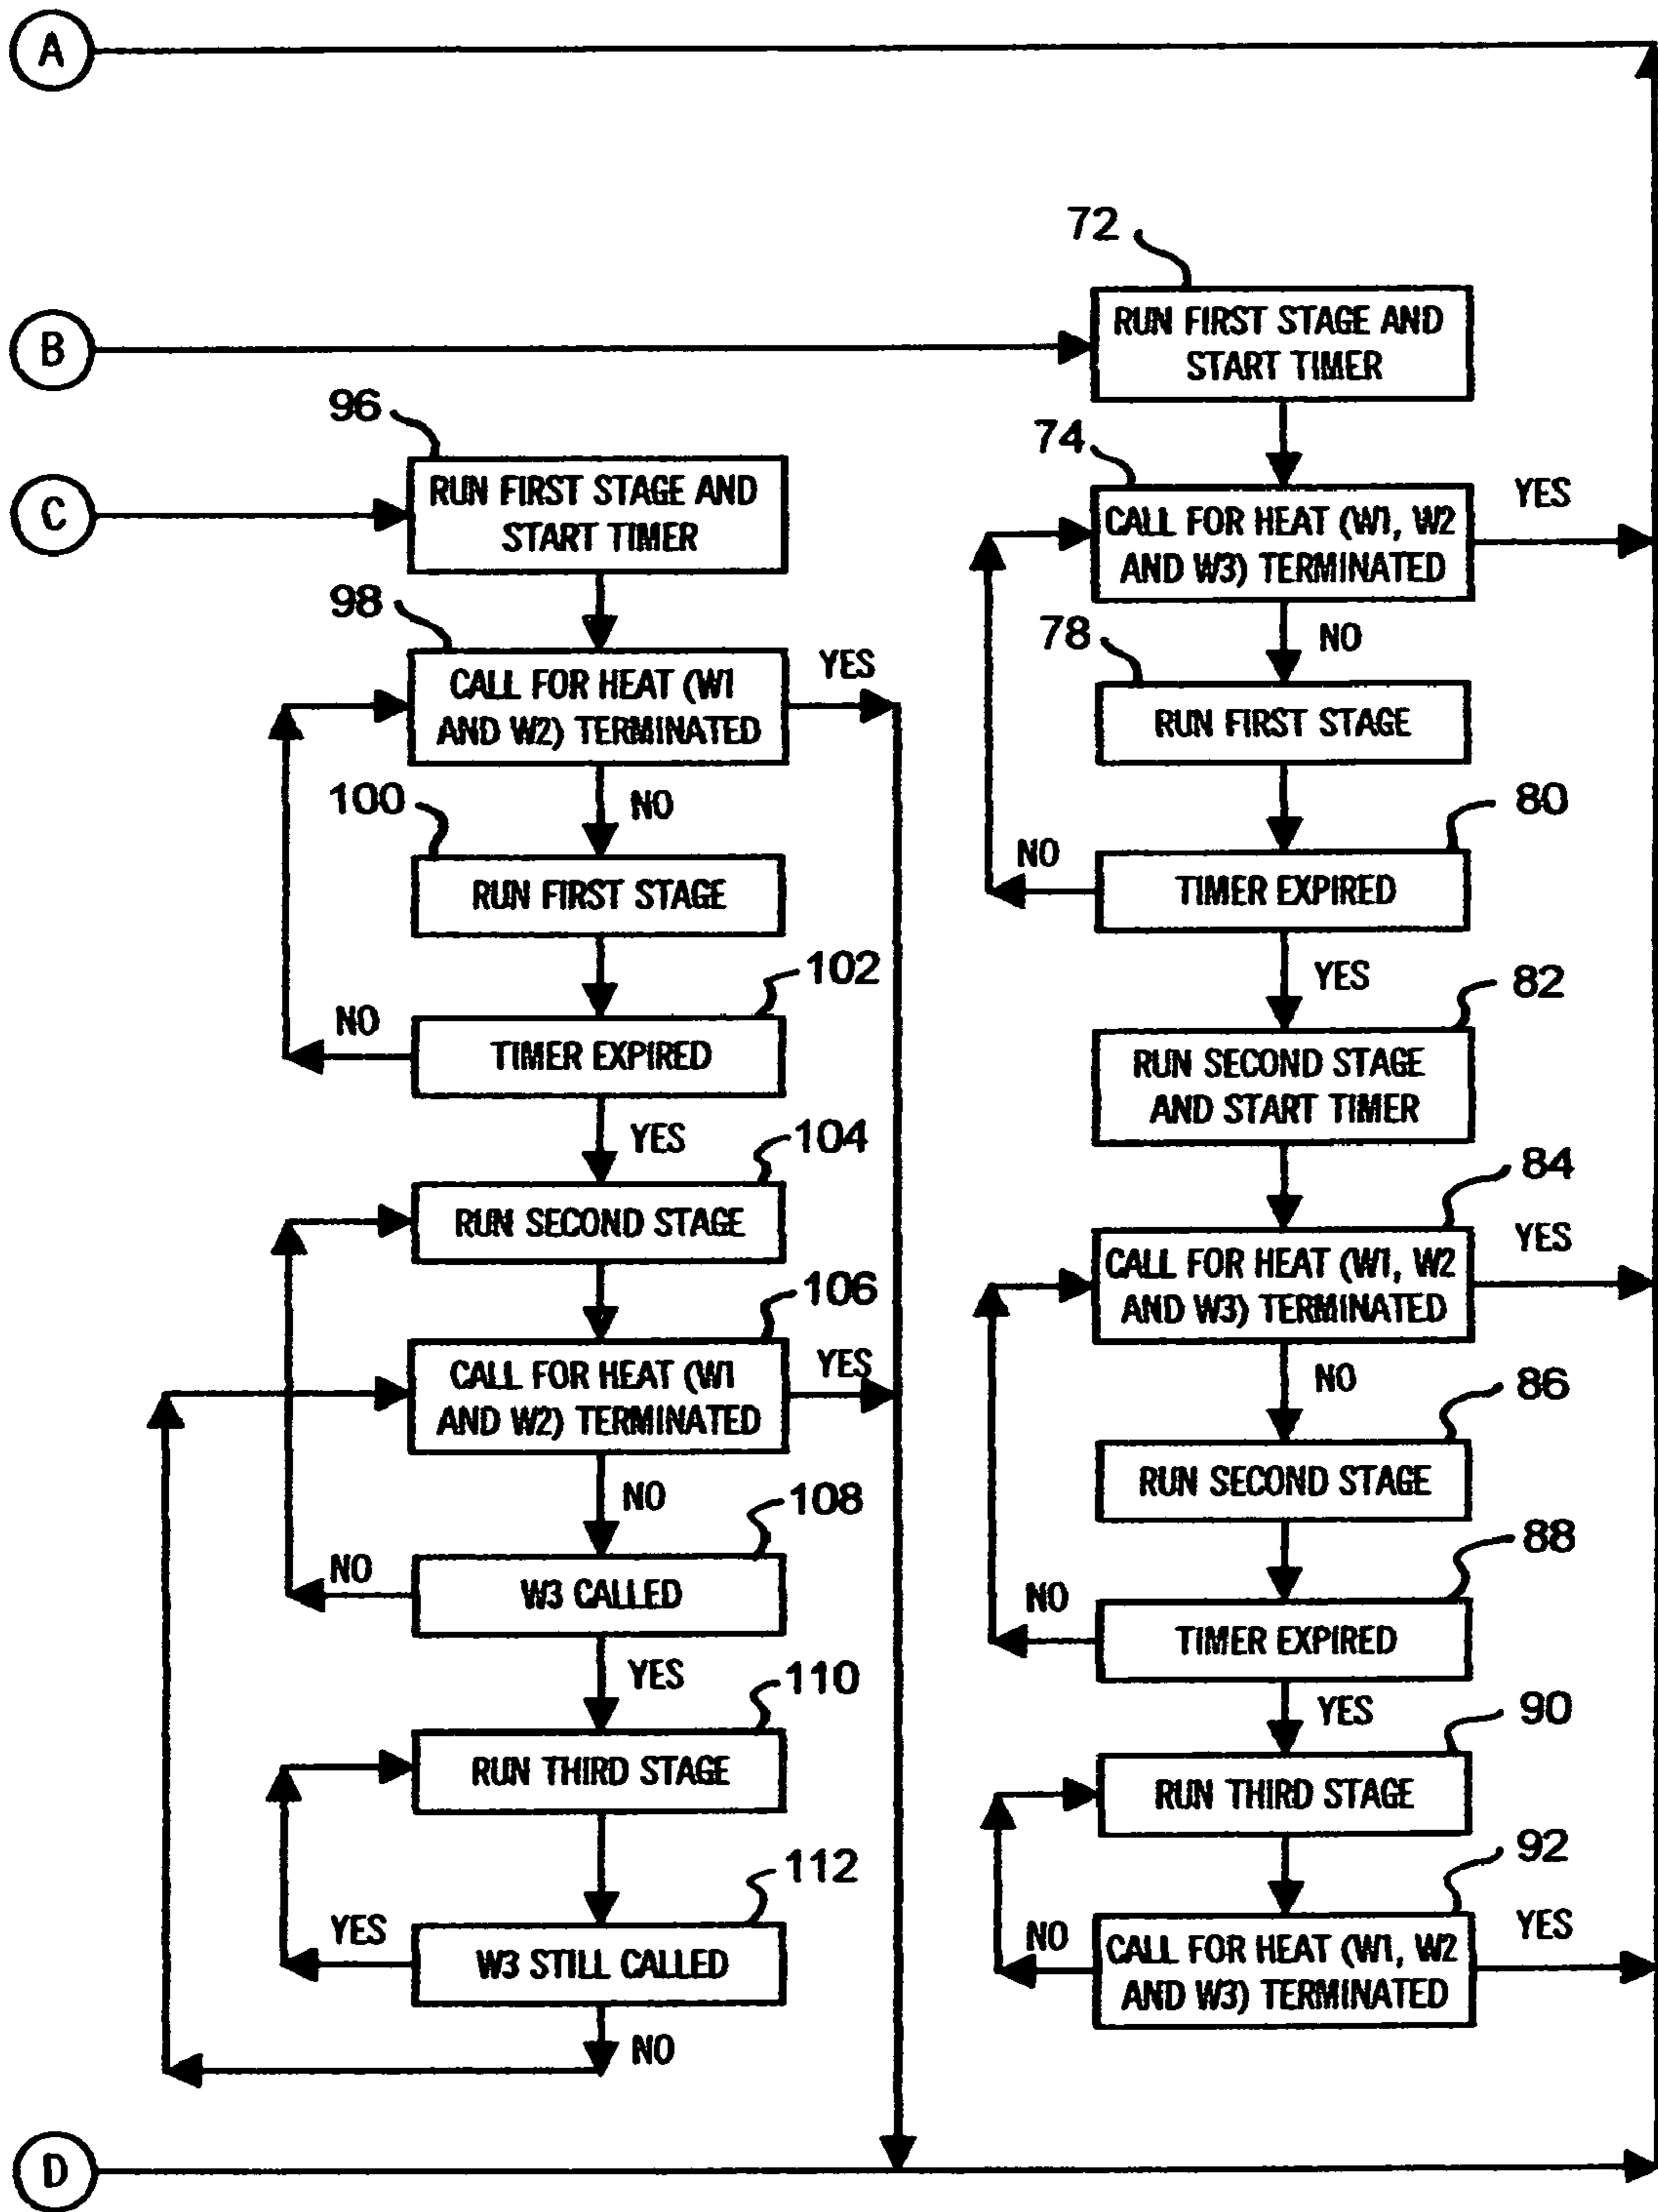 A
B
72
RUN FIRST STAGE AND
START TIMER
C
96
RUN FIRST STAGE AND
START TIMER
98
CALL FOR HEAT (W1
AND W2) TERMINATED
YES
NO
100
RUN FIRST STAGE
102
TIMER EXPIRED
NO
YES
104
RUN SECOND STAGE
106
CALL FOR HEAT (W1
AND W2) TERMINATED
YES
NO
108
W3 CALLED
NO
YES
110
RUN THIRD STAGE
112
W3 STILL CALLED
YES
NO
74
CALL FOR HEAT (W1, W2
AND W3) TERMINATED
YES
NO
78
RUN FIRST STAGE
80
TIMER EXPIRED
NO
YES
82
RUN SECOND STAGE
AND START TIMER
84
CALL FOR HEAT (W1, W2
AND W3) TERMINATED
YES
NO
86
RUN SECOND STAGE
88
TIMER EXPIRED
NO
YES
90
RUN THIRD STAGE
92
CALL FOR HEAT (W1, W2
AND W3) TERMINATED
NO
YES
D